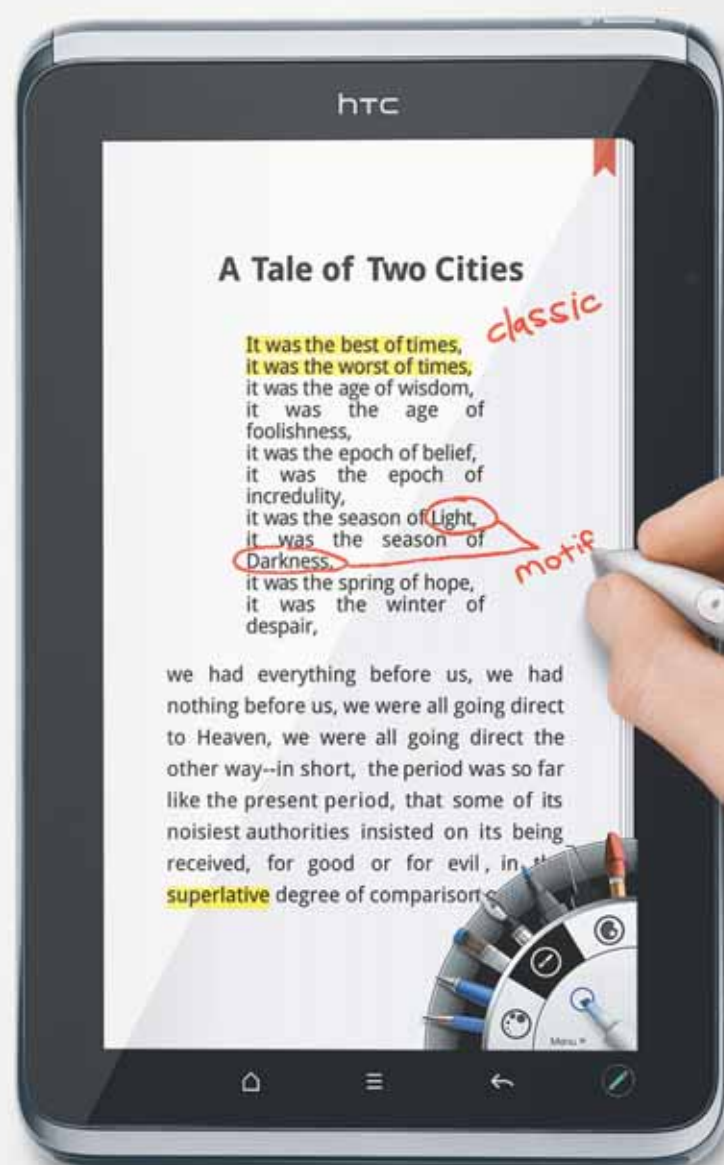 hTC
A Tale of Two Cities
classic
It was the best of times,
it was the worst of times,
it was the age of wisdom,
it was the age of
foolishness,
it was the epoch of belief,
it was the epoch of
incredulity,
it was the season of Light,
it was the season of
Darkness,
motif
it was the spring of hope,
it was the winter of
despair,
we had everything before us, we had
nothing before us, we were all going direct
to Heaven, we were all going direct the
other way--in short, the period was so far
like the present period, that some of its
noisiest authorities insisted on its being
received, for good or for evil, in
superlative degree of comparison
Menu